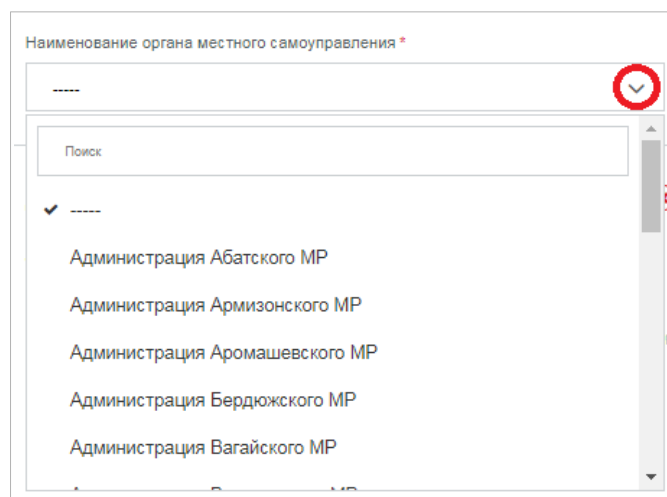 Наименование органа местного самоуправления *
-----
Поиск
-----
Администрация Абатского МР
Администрация Армизонского МР
Администрация Аромашевского МР
Администрация Бердюжского МР
Администрация Вагайского МР